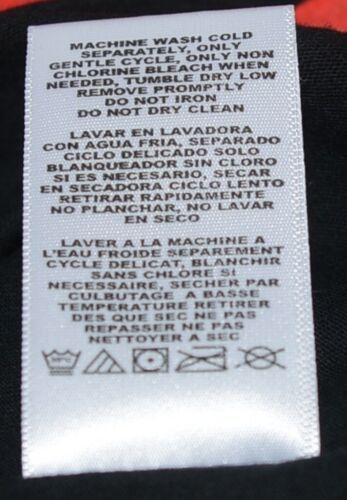 MACHINE WASH COLD
SEPARATELY, ONLY
GENTLE CYCLE, ONLY NON
CHLORINE BLEACH WHEN
NEEDED, TUMBLE DRY LOW
REMOVE PROMPTLY
DO NOT IRON
DO NOT DRY CLEAN
LAVAR EN LAVADORA
CON AGUA FRIA, SEPARADO
CICLO DELICADO SOLO
BLANQUEADOR SIN CLORO
SI ES NECESARIO, SECAR
EN SECADORA CICLO LENTO
RETIRAR RAPIDAMENTE
NO PLANCHAR, NO LAVAR
EN SECO
LAVER A LA MACHINE A
L'EAU FROIDE SEPAREMENT
CYCLE DELICAT, BLANCHIR
SANS CHLORE SI
NECESSAIRE, SECHER PAR
CULBUTAGE A BASSE
TEMPERATURE RETIRER
DES QUE SEC NE PAS
REPASSER NE PAS
NETTOYER A SEC